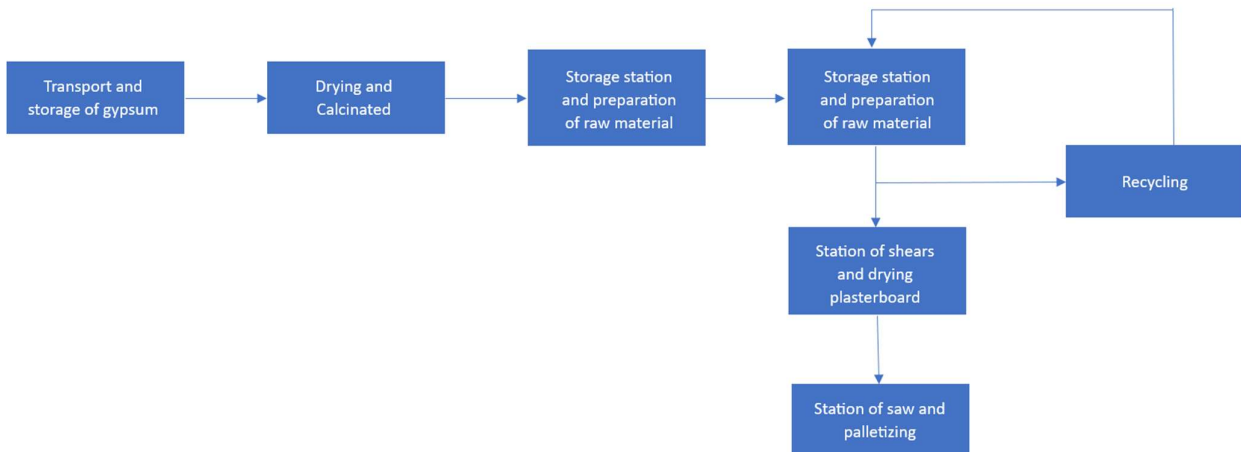 Transport and
storage of gypsum
Drying and
Calcinated
Storage station
and preparation
of raw material
Storage station
and preparation
of raw material
Recycling
Station of shears
and drying
plasterboard
Station of saw and
palletizing